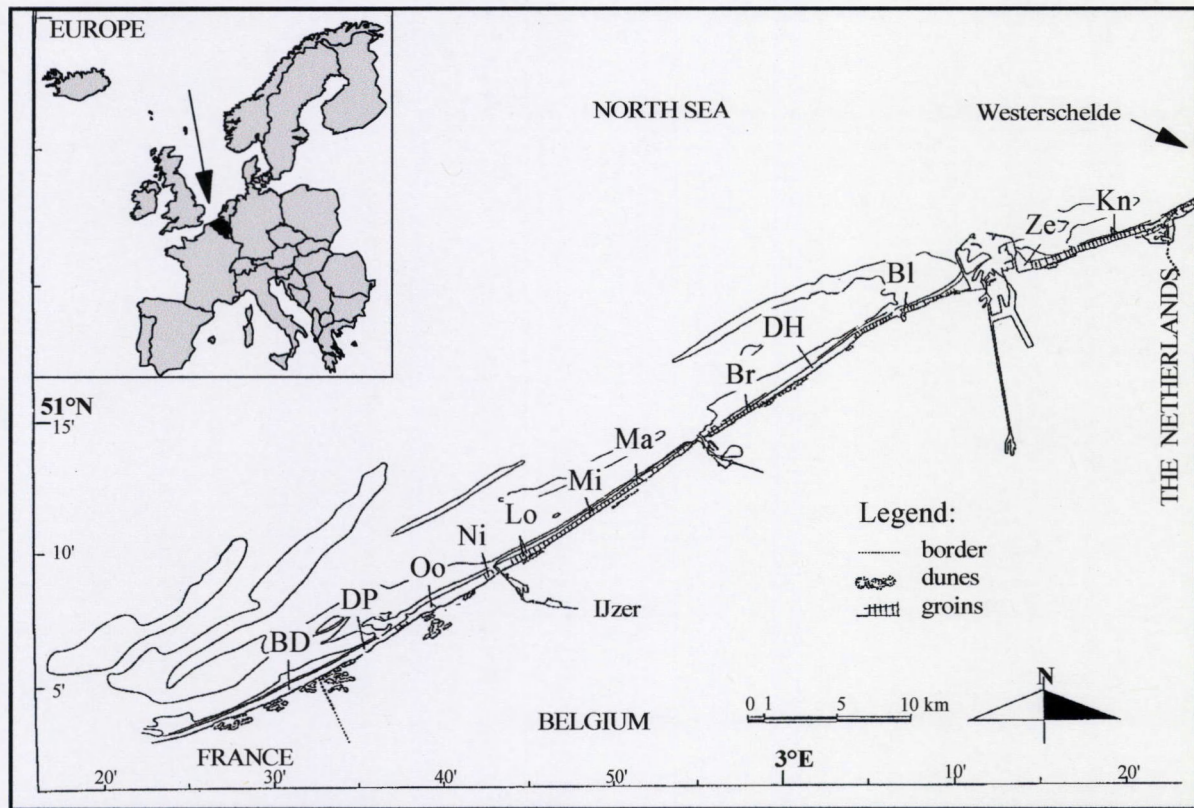 EUROPE
NORTH SEA
Westerschelde
Kn
Ze
Bl
DH
Br
Ma
Mi
Lo
Ni
Oo
DP
BD
IJzer
THE NETHERLANDS
51°N
15'
10'
5'
Legend:
border
dunes
groins
N
0 1 5 10 km
BELGIUM
FRANCE
3°E
20' 30' 40' 50' 10' 20'